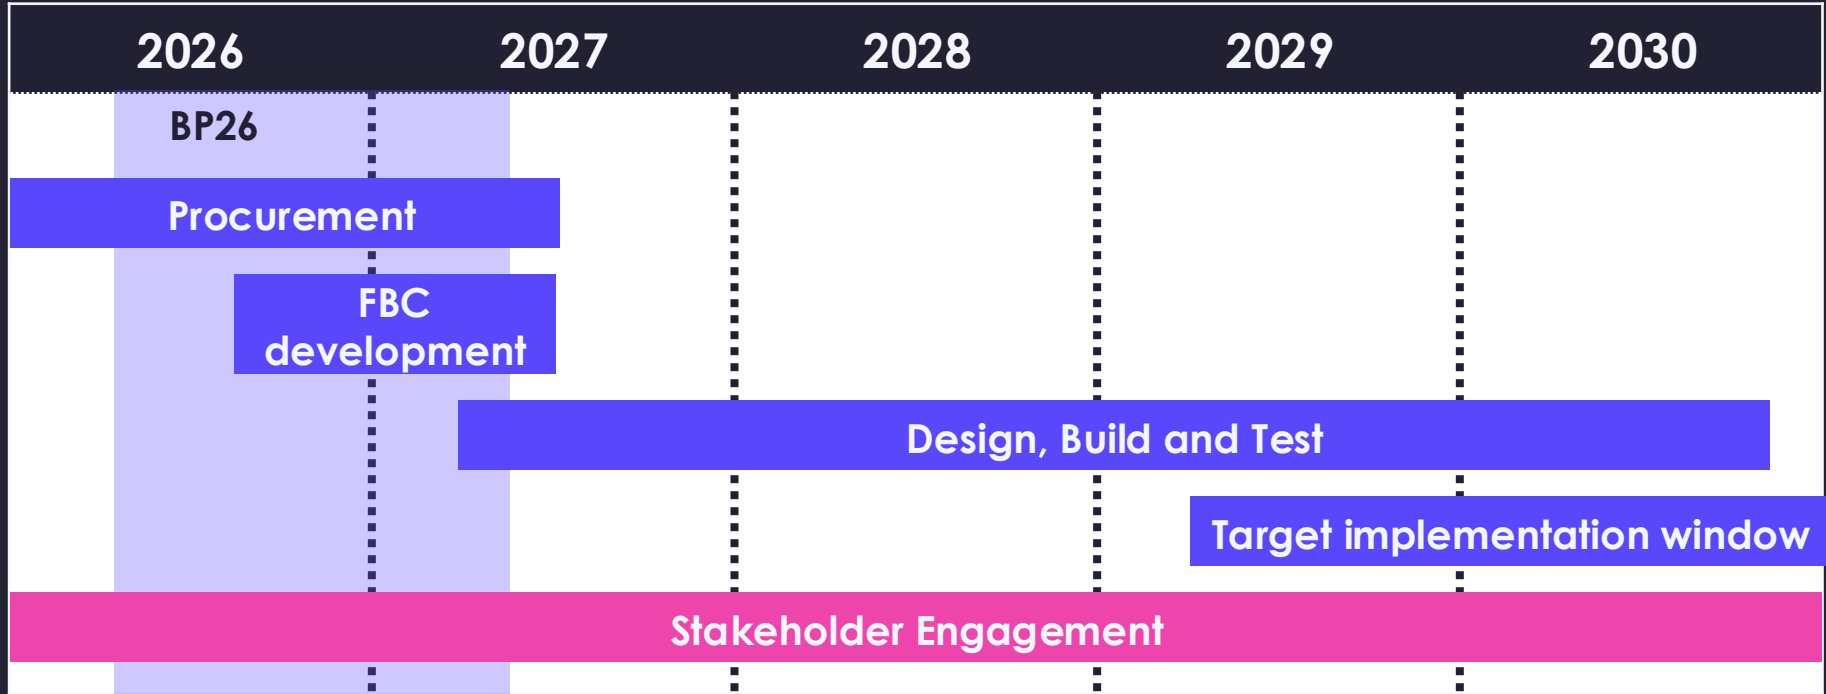 2026 2027 2028 2029 2030
BP26
Procurement
FBC
development
Design, Build and Test
Target implementation window
Stakeholder Engagement